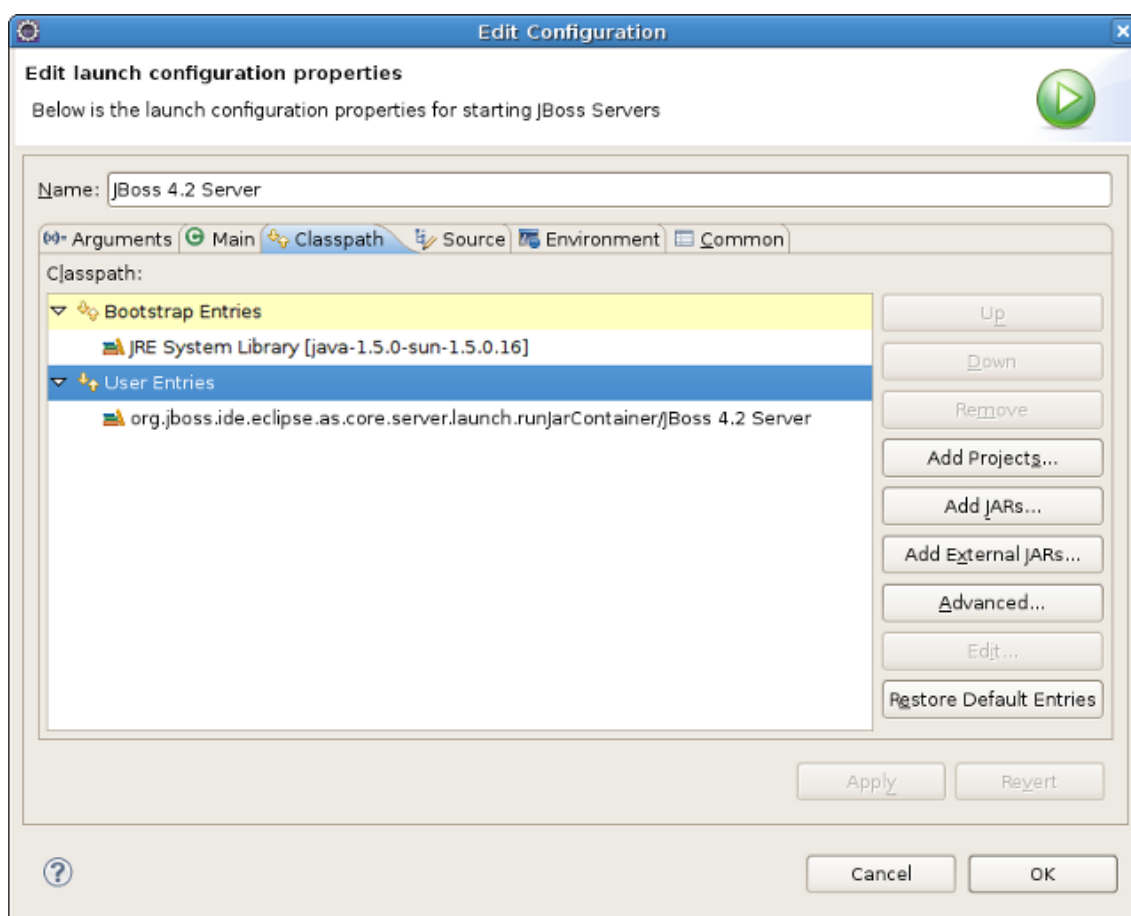 Edit Configuration
Edit launch configuration properties
Below is the launch configuration properties for starting JBoss Servers
Name: JBoss 4.2 Server
Arguments Main Classpath Source Environment Common
Classpath:
Bootstrap Entries
JRE System Library [java-1.5.0-sun-1.5.0.16]
User Entries
org.jboss.ide.eclipse.as.core.server.launch.runJarContainer/JBoss 4.2 Server
Up
Down
Remove
Add Projects...
Add JARs...
Add External JARs...
Advanced...
Edit...
Restore Default Entries
Apply Revert
? Cancel OK